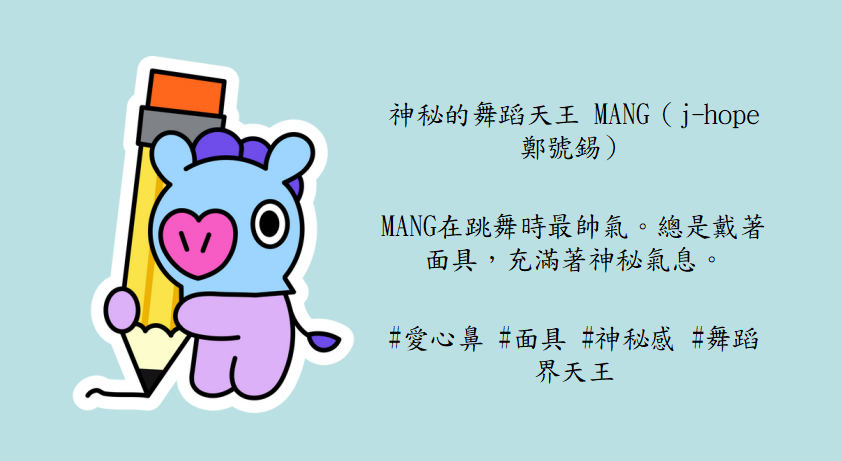 神秘的舞蹈天王 MANG（j-hope
鄭號錫）
MANG在跳舞時最帥氣。總是戴著
面具，充滿著神秘氣息。
#愛心鼻 #面具 #神秘感 #舞蹈
界天王